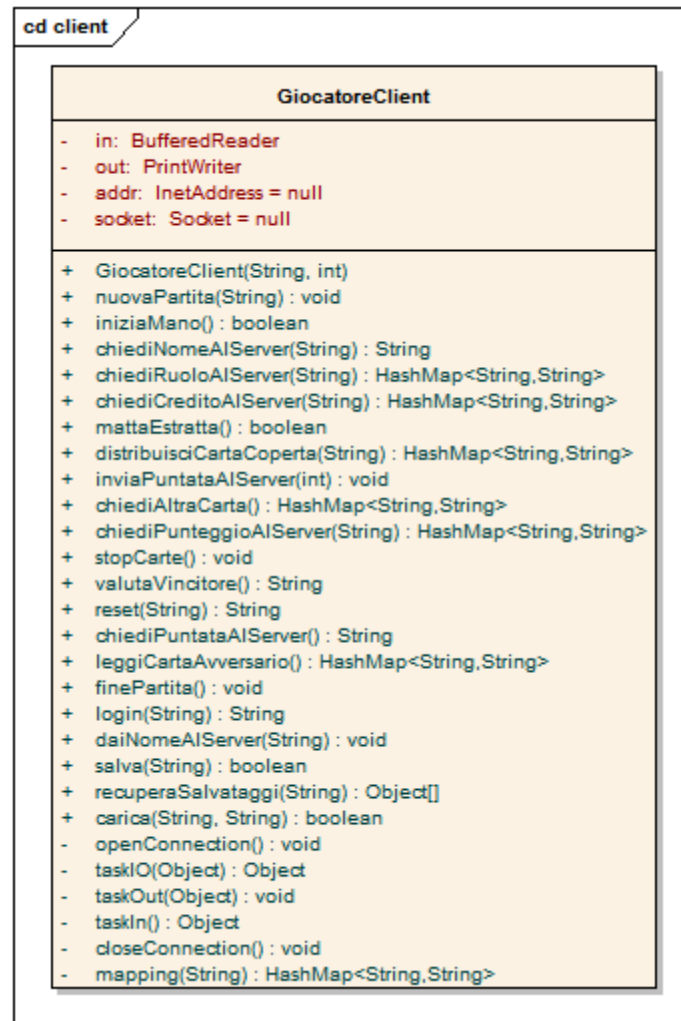 cd client
GiocatoreClient
- in: BufferedReader
- out: PrintWriter
- addr: InetAddress = null
- socket: Socket = null
+ GiocatoreClient(String, int)
+ nuovaPartita(String) : void
+ iniziaMano() : boolean
+ chiediNomeAlServer(String) : String
+ chiediRuoloAlServer(String) : HashMap<String,String>
+ chiediCreditoAlServer(String) : HashMap<String,String>
+ mattaEstratta() : boolean
+ distribuisciCartaCoperta(String) : HashMap<String,String>
+ inviaPuntataAlServer(int) : void
+ chiediAltraCarta() : HashMap<String,String>
+ chiediPunteggioAlServer(String) : HashMap<String,String>
+ stopCarte() : void
+ valutaVincitore() : String
+ reset(String) : String
+ chiediPuntataAlServer() : String
+ leggiCartaAvversario() : HashMap<String,String>
+ finePartita() : void
+ login(String) : String
+ daiNomeAlServer(String) : void
+ salva(String) : boolean
+ recuperaSalvataggi(String) : Object[]
+ carica(String, String) : boolean
- openConnection() : void
- taskIO(Object) : Object
- taskOut(Object) : void
- taskIn() : Object
- closeConnection() : void
- mapping(String) : HashMap<String,String>